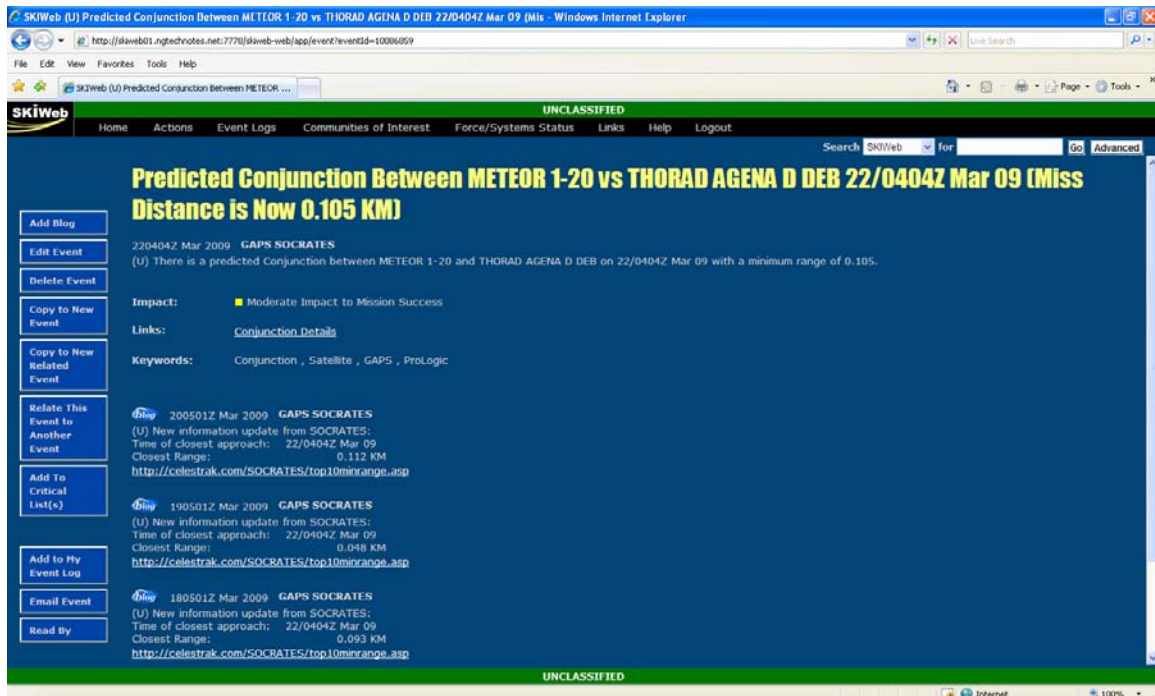 SKIWeb (U) Predicted Conjunction Between METEOR 1-20 vs THORAD AGENA D DEB 22/0404Z Mar 09 (Mis - Windows Internet Explorer
http://skiweb01.ngtechnotes.net:7770/skiweb-web/app/event?eventId=10086059
Live Search
File Edit View Favorites Tools Help
SKIWeb (U) Predicted Conjunction Between METEOR ...
Page Tools
SKIWeb
UNCLASSIFIED
Home Actions Event Logs Communities of Interest Force/Systems Status Links Help Logout
Search SKIWeb for Go Advanced
Predicted Conjunction Between METEOR 1-20 vs THORAD AGENA D DEB 22/0404Z Mar 09 (Miss
Distance is Now 0.105 KM)
220404Z Mar 2009 GAPS SOCRATES
(U) There is a predicted Conjunction between METEOR 1-20 and THORAD AGENA D DEB on 22/0404Z Mar 09 with a minimum range of 0.105.
Impact: Moderate Impact to Mission Success
Links: Conjunction Details
Keywords: Conjunction , Satellite , GAPS , ProLogic
blog 200501Z Mar 2009 GAPS SOCRATES
(U) New information update from SOCRATES:
Time of closest approach: 22/0404Z Mar 09
Closest Range: 0.112 KM
http://celestrak.com/SOCRATES/top10minrange.asp
blog 190501Z Mar 2009 GAPS SOCRATES
(U) New information update from SOCRATES:
Time of closest approach: 22/0404Z Mar 09
Closest Range: 0.048 KM
http://celestrak.com/SOCRATES/top10minrange.asp
blog 180501Z Mar 2009 GAPS SOCRATES
(U) New information update from SOCRATES:
Time of closest approach: 22/0404Z Mar 09
Closest Range: 0.093 KM
http://celestrak.com/SOCRATES/top10minrange.asp
Add Blog
Edit Event
Delete Event
Copy to New
Event
Copy to New
Related
Event
Relate This
Event to
Another
Event
Add To
Critical
List(s)
Add to My
Event Log
Email Event
Read By
UNCLASSIFIED
Internet
100%